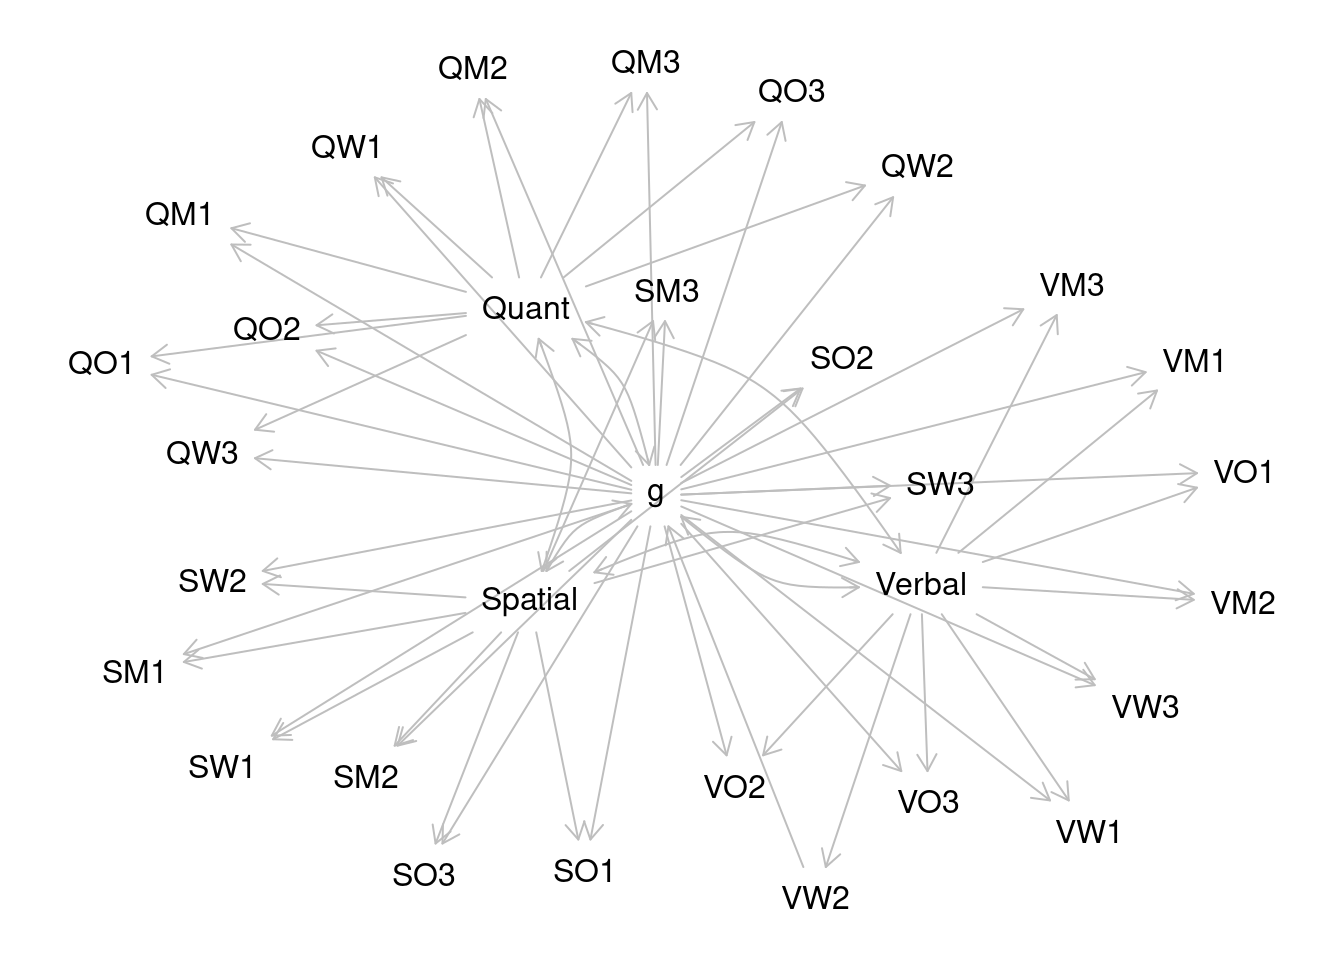 QM3
QM2
QO3
QW1
QW2
QM1
VM3
SM3
Quant
QO2
SO2
VM1
QO1
QW3
VO1
SW3
g
SW2
Verbal
Spatial
VM2
SM1
VW3
SW1
SM2
VO2
VO3
VW1
SO1
SO3
VW2